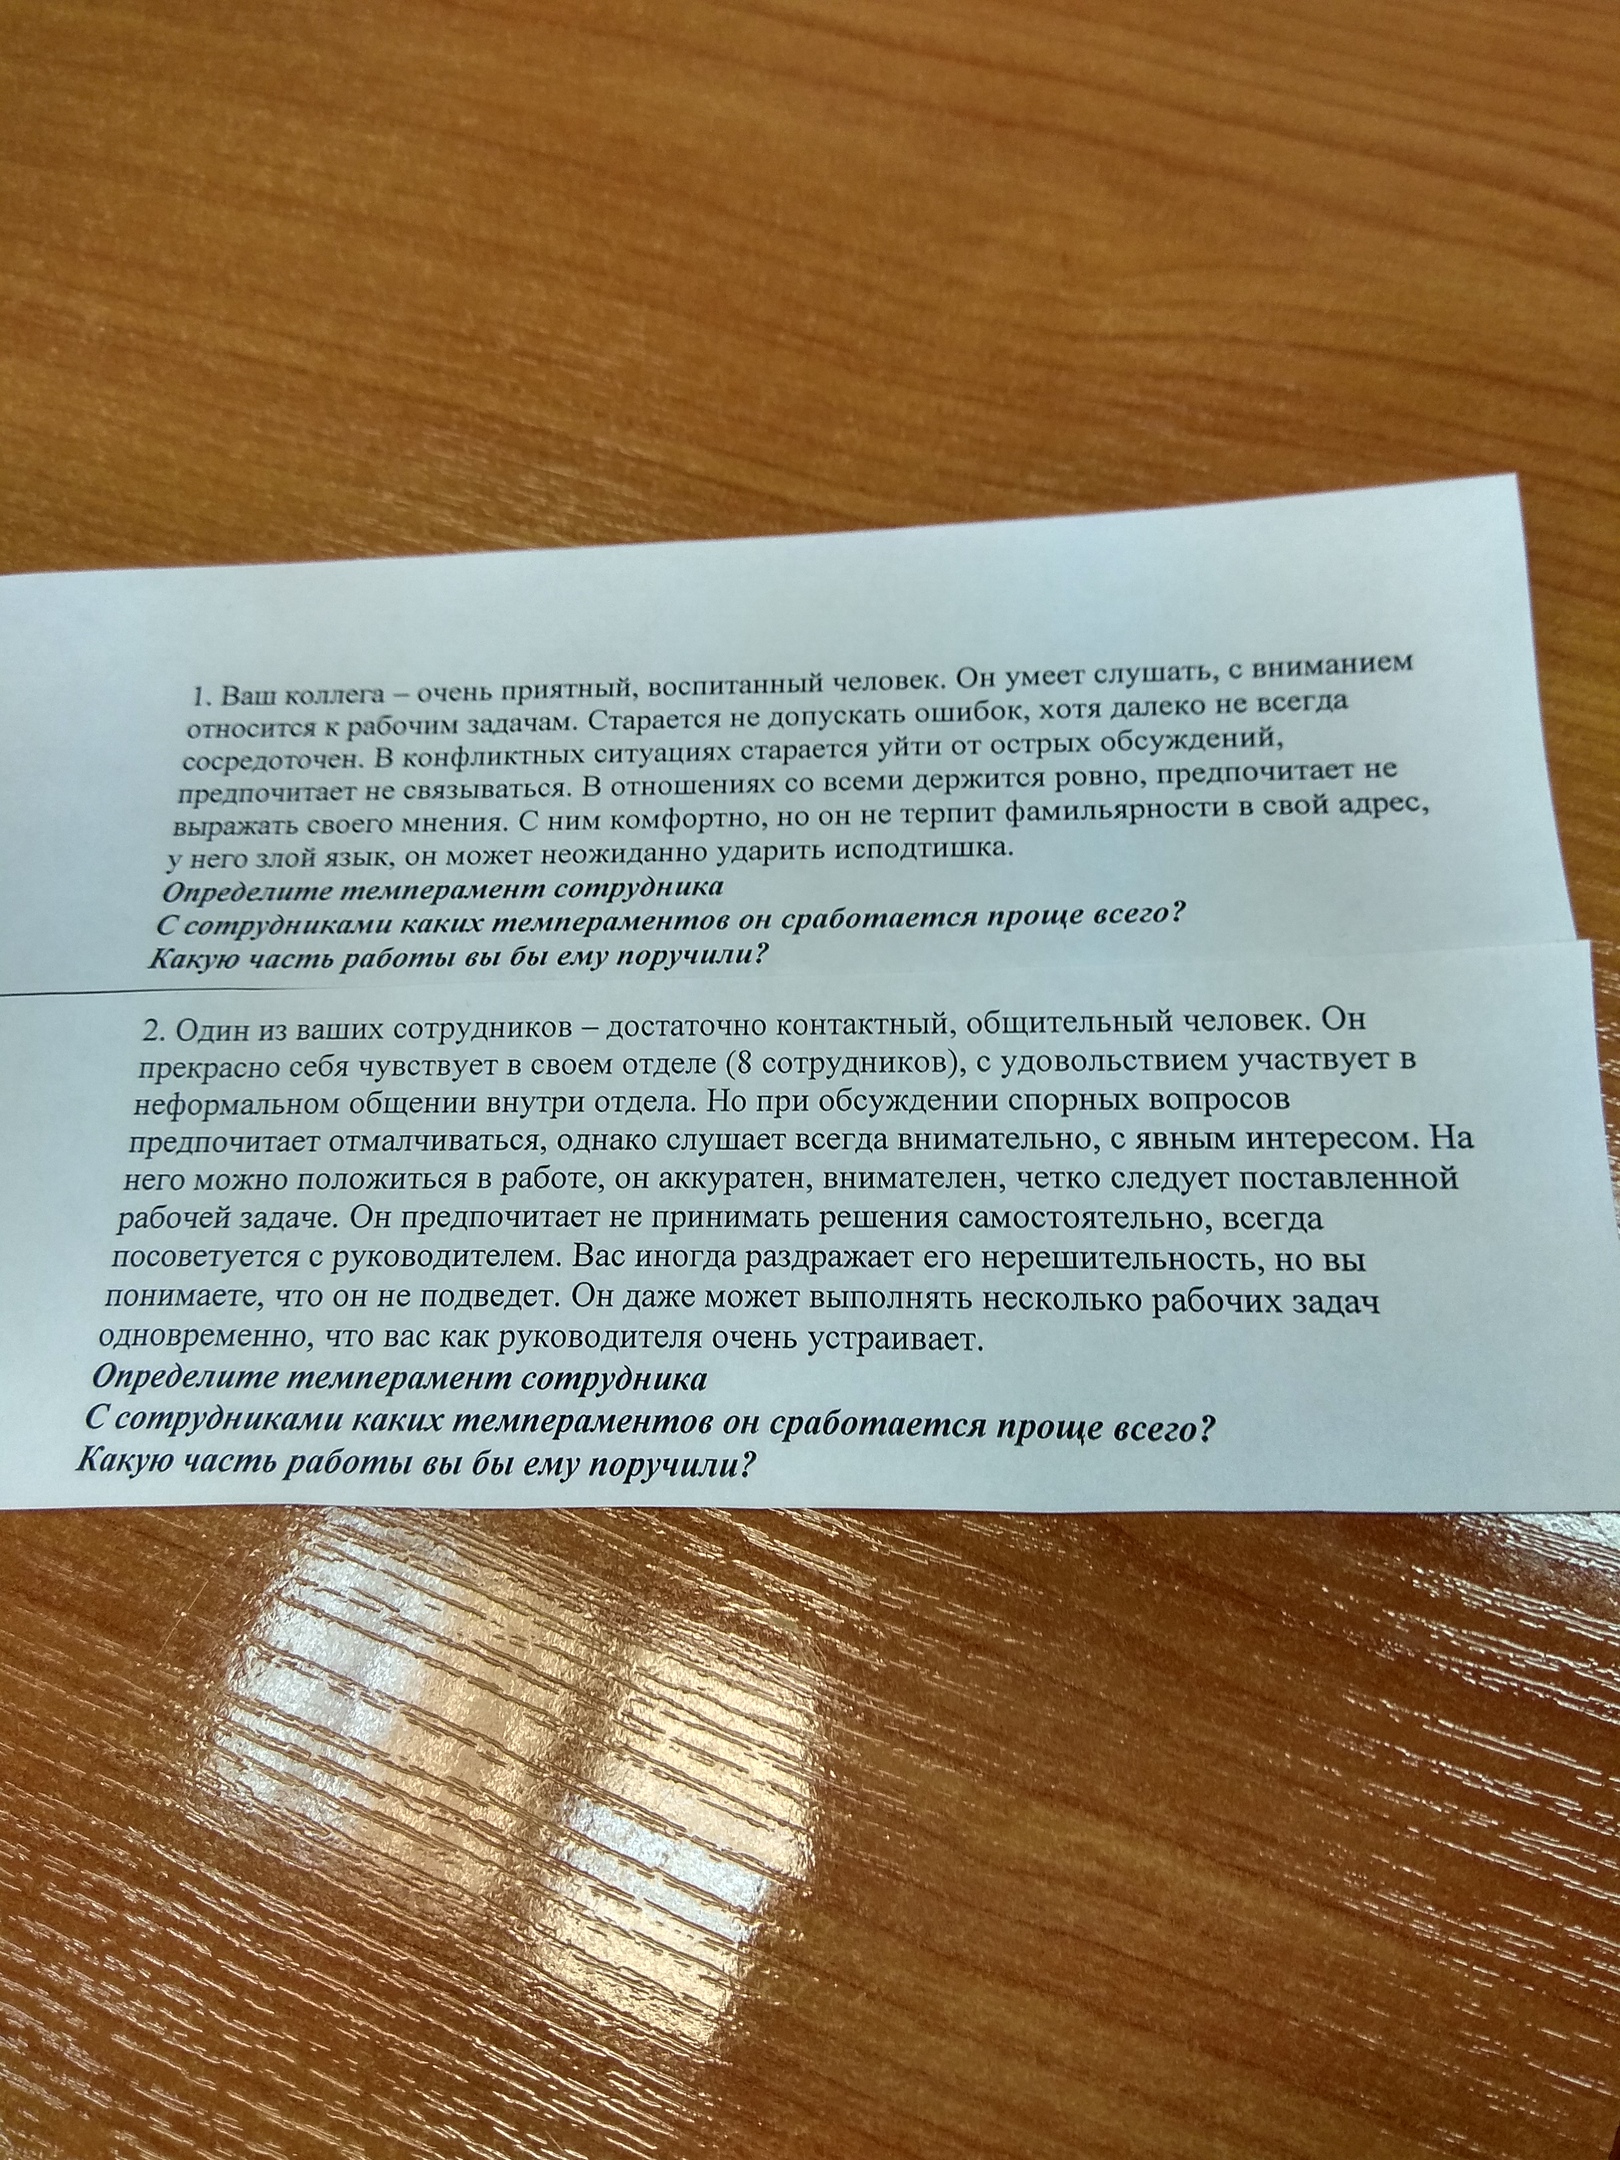 1. Ваш коллега – очень приятный, воспитанный человек. Он умеет слушать, с вниманием
относится к рабочим задачам. Старается не допускать ошибок, хотя далеко не всегда
сосредоточен. В конфликтных ситуациях старается уйти от острых обсуждений,
предпочитает не связываться. В отношениях со всеми держится ровно, предпочитает не
выражать своего мнения. С ним комфортно, но он не терпит фамильярности в свой адрес,
у него злой язык, он может неожиданно ударить исподтишка.
Определите темперамент сотрудника
С сотрудниками каких темпераментов он сработается проще всего?
Какую часть работы вы бы ему поручили?
2. Один из ваших сотрудников – достаточно контактный, общительный человек. Он
прекрасно себя чувствует в своем отделе (8 сотрудников), с удовольствием участвует в
неформальном общении внутри отдела. Но при обсуждении спорных вопросов
предпочитает отмалчиваться, однако слушает всегда внимательно, с явным интересом. На
него можно положиться в работе, он аккуратен, внимателен, четко следует поставленной
рабочей задаче. Он предпочитает не принимать решения самостоятельно, всегда
посоветуется с руководителем. Вас иногда раздражает его нерешительность, но вы
понимаете, что он не подведет. Он даже может выполнять несколько рабочих задач
одновременно, что вас как руководителя очень устраивает.
Определите темперамент сотрудника
С сотрудниками каких темпераментов он сработается проще всего?
Какую часть работы вы бы ему поручили?